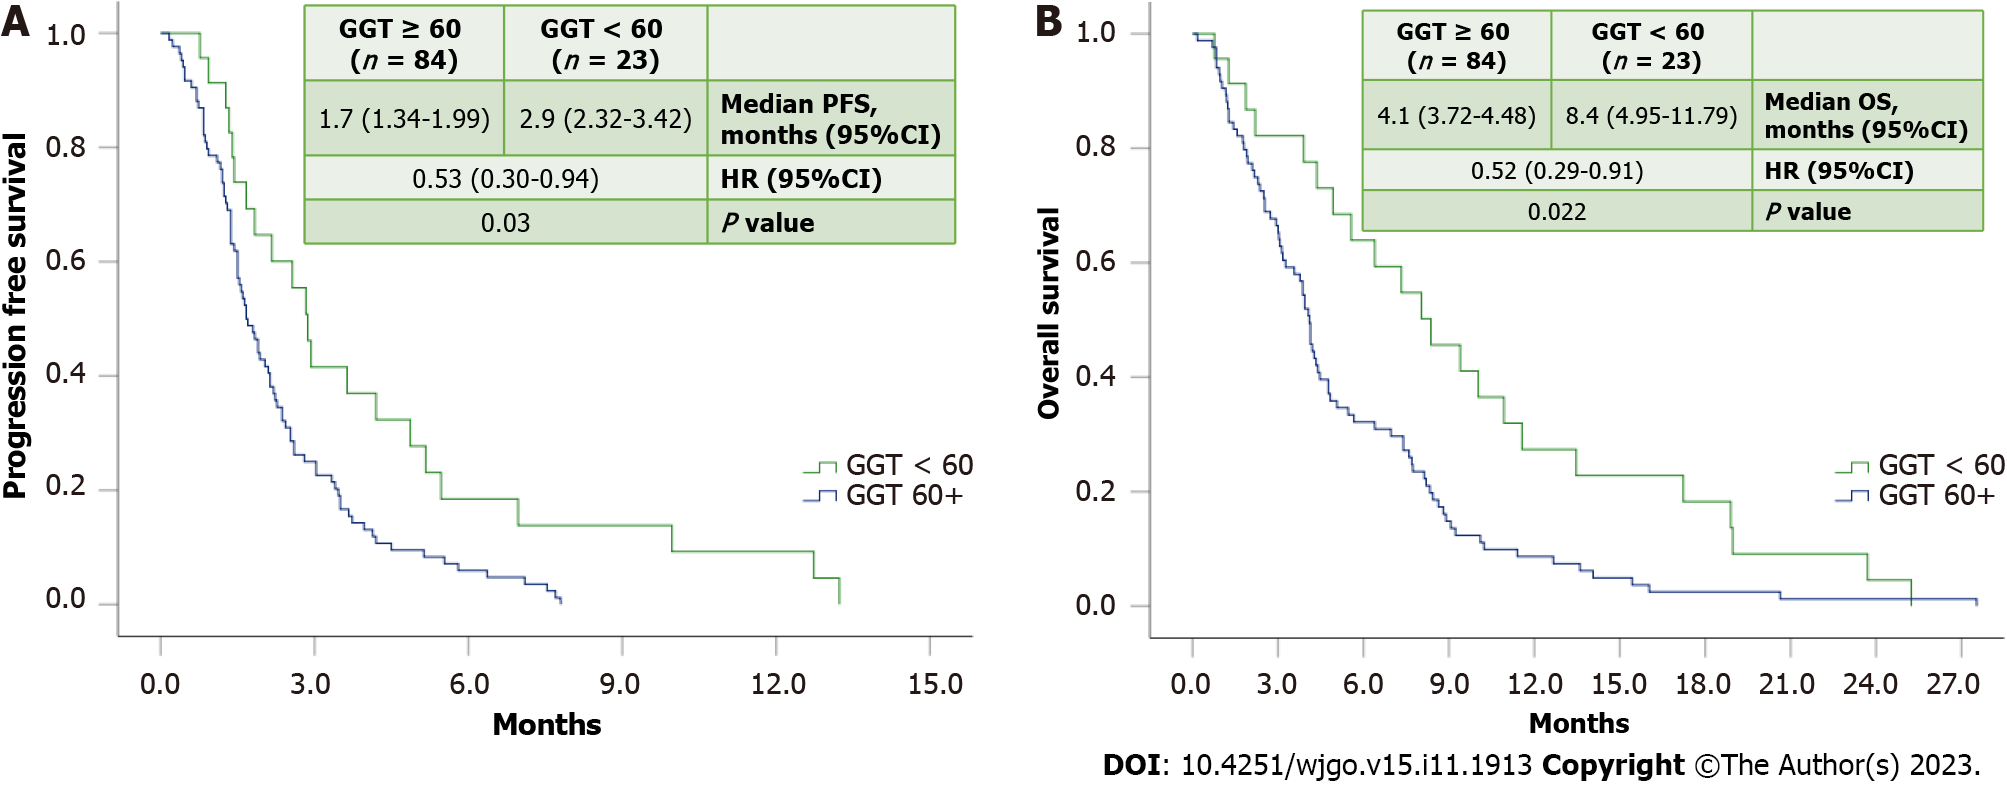 A
1.0
0.8
0.6
0.4
0.2
0.0
Progression free survival
GGT ≥ 60
(n = 84)
GGT < 60
(n = 23)
1.7 (1.34-1.99)
2.9 (2.32-3.42)
Median PFS,
months (95%CI)
0.53 (0.30-0.94)
HR (95%CI)
0.03
P value
GGT < 60
GGT 60+
0.0 3.0 6.0 9.0 12.0 15.0
Months
B
1.0
0.8
0.6
0.4
0.2
0.0
Overall survival
GGT ≥ 60
(n = 84)
GGT < 60
(n = 23)
4.1 (3.72-4.48)
8.4 (4.95-11.79)
Median OS,
months (95%CI)
0.52 (0.29-0.91)
HR (95%CI)
0.022
P value
GGT < 60
GGT 60+
0.0 3.0 6.0 9.0 12.0 15.0 18.0 21.0 24.0 27.0
Months
DOI: 10.4251/wjgo.v15.i11.1913 Copyright ©The Author(s) 2023.